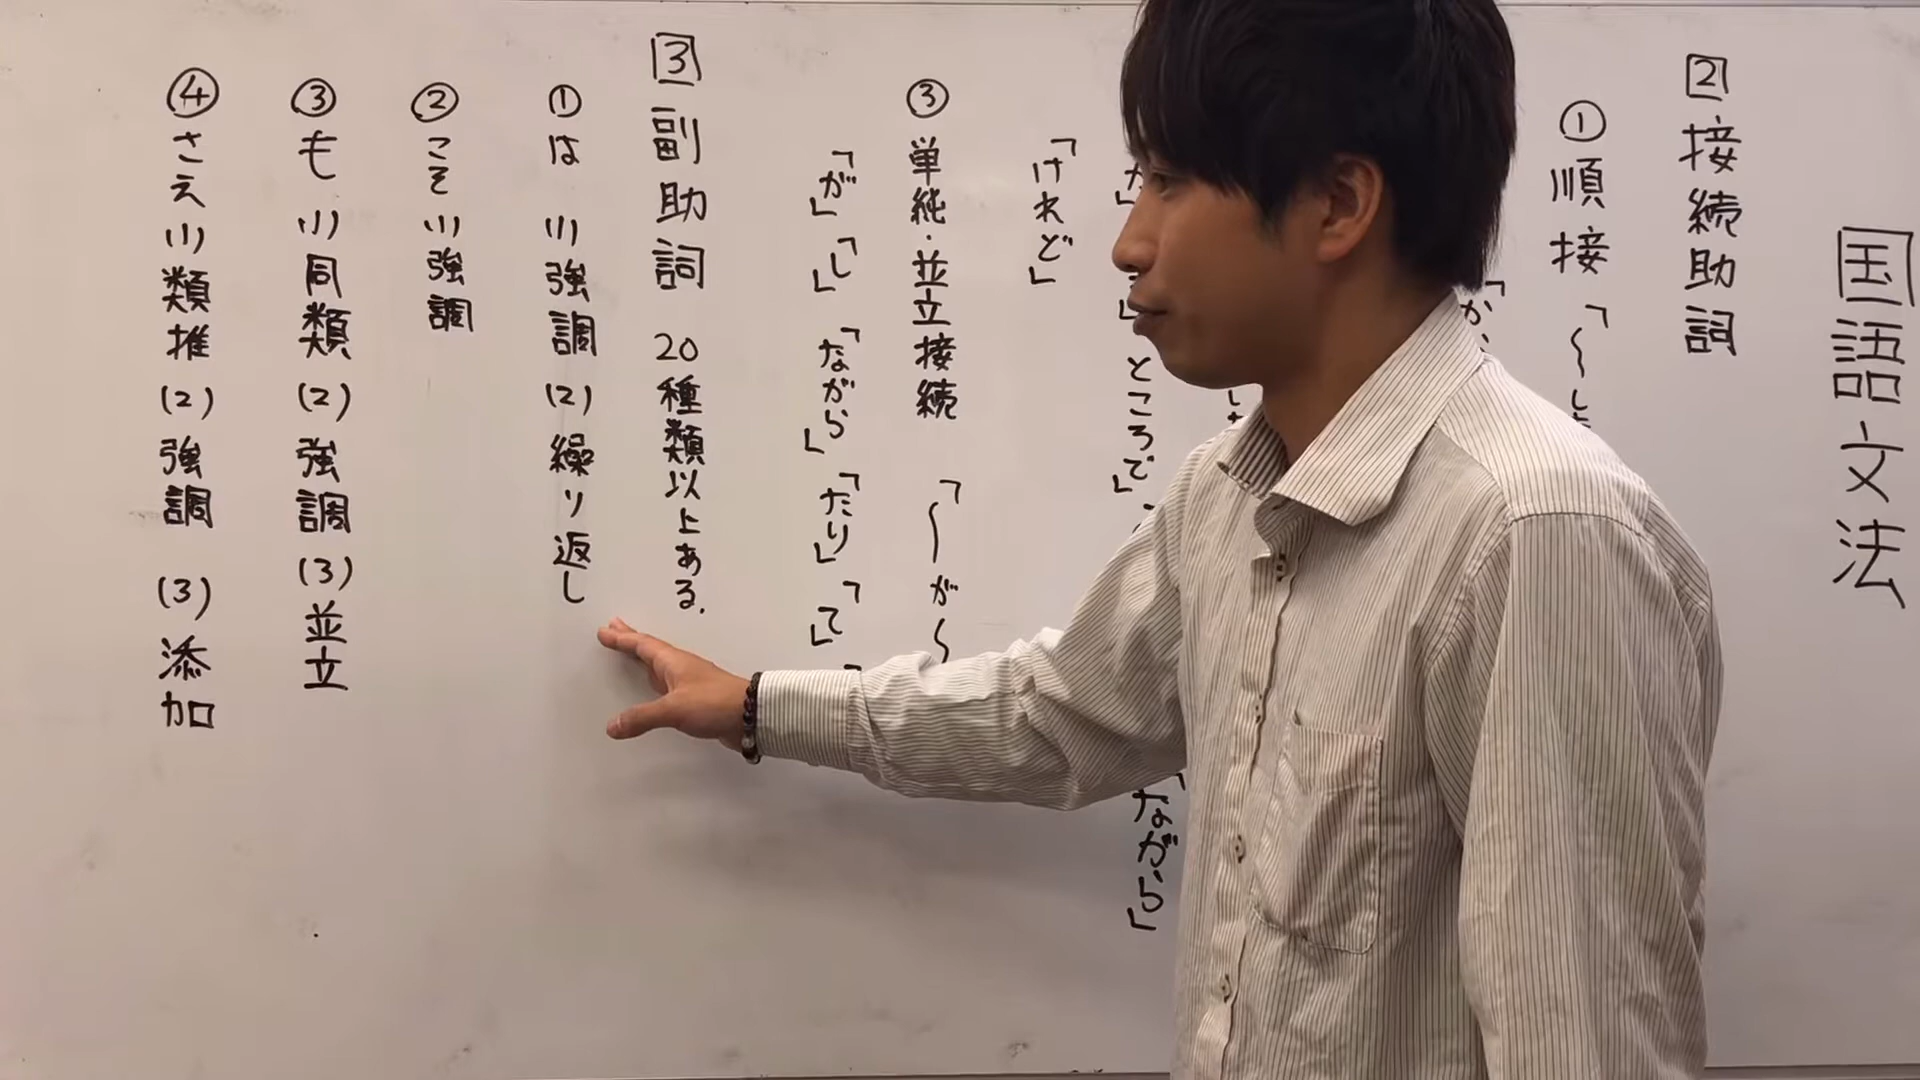 国語文法
2 接続助詞
① 順接 「〜
「けれど」
ところで」
「ながら」
③ 単純・並立接続 「〜が〜
「が」「し」「ながら」「たり」「て」
3 副助詞 20種類以上ある.
① は (1)強調 (2)繰り返し
② こそ (1)強調
③ も (1)同類 (2)強調 (3)並立
④ さえ (1)類推 (2)強調 (3)添加